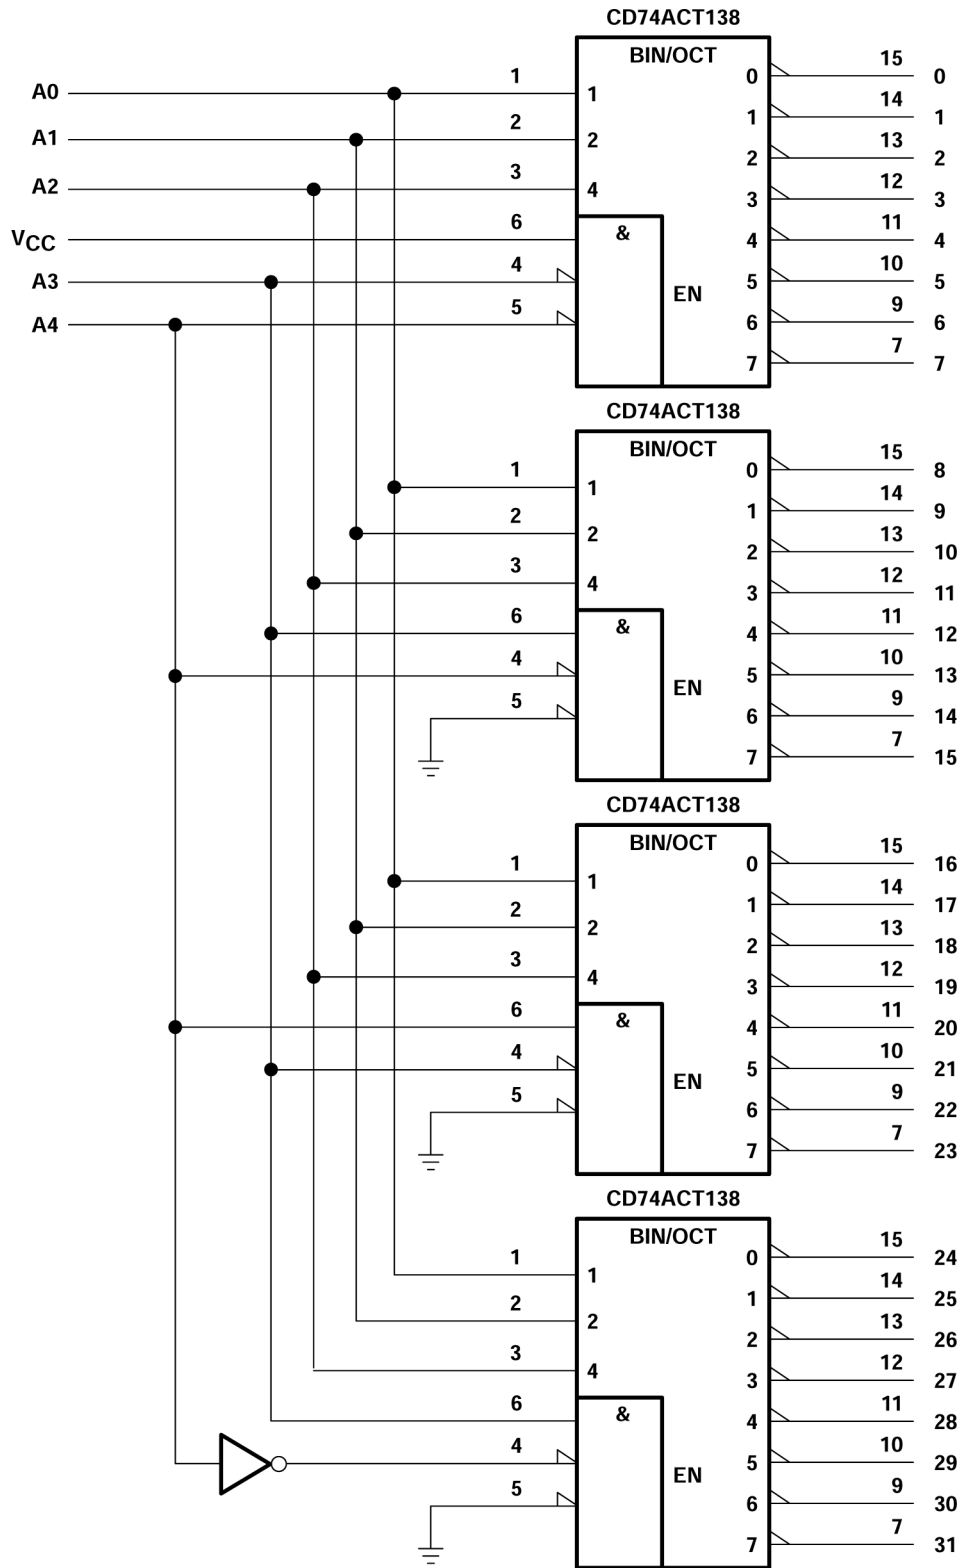 CD74ACT138
BIN/OCT
A0 1 1 0 15 0
A1 2 2 1 14 1
A2 3 4 2 13 2
VCC 6 & 3 12 3
A3 4 4 11 4
A4 5 EN 5 10 5
6 9 6
7 7 7
CD74ACT138
BIN/OCT
1 1 0 15 8
2 2 1 14 9
3 4 2 13 10
6 & 3 12 11
4 4 11 12
5 EN 5 10 13
6 9 14
7 7 15
CD74ACT138
BIN/OCT
1 1 0 15 16
2 2 1 14 17
3 4 2 13 18
6 & 3 12 19
4 4 11 20
5 EN 5 10 21
6 9 22
7 7 23
CD74ACT138
BIN/OCT
1 1 0 15 24
2 2 1 14 25
3 4 2 13 26
6 & 3 12 27
4 4 11 28
5 EN 5 10 29
6 9 30
7 7 31